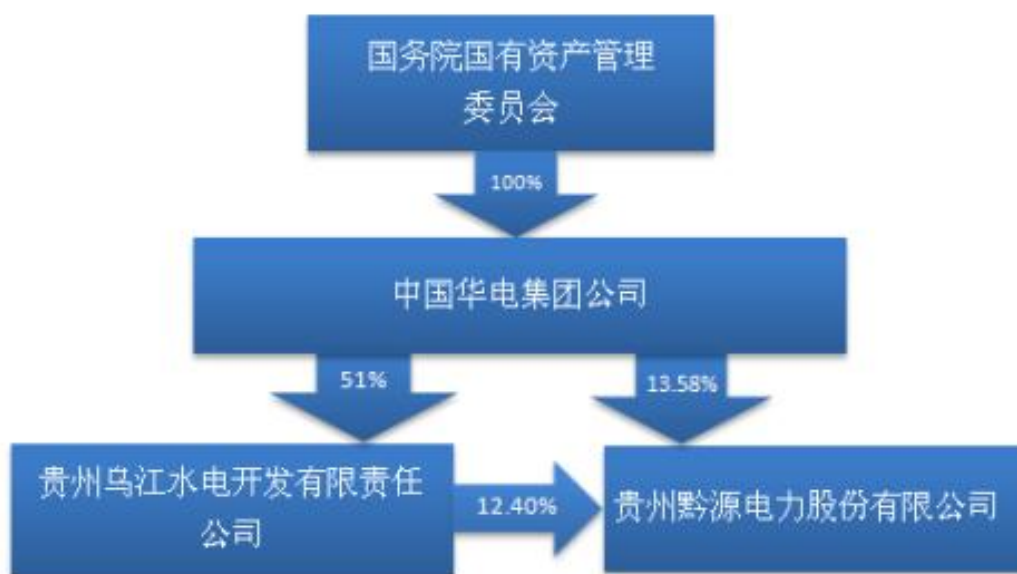 国务院国有资产管理
委员会
100%
中国华电集团公司
51%
13.58%
贵州乌江水电开发有限责任
公司
12.40%
贵州黔源电力股份有限公司